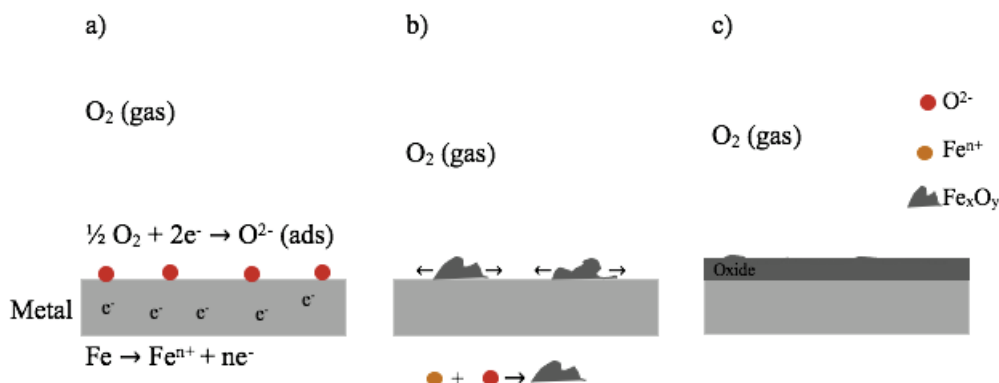 a)
O₂ (gas)
½ O₂ + 2e⁻ → O²⁻ (ads)
e⁻ e⁻ e⁻ e⁻ e⁻
Metal
Fe → Feⁿ⁺ + ne⁻
b)
O₂ (gas)
← → ← →
+ →
c)
O₂ (gas)
Oxide
O²⁻
Feⁿ⁺
FeₓOᵧ